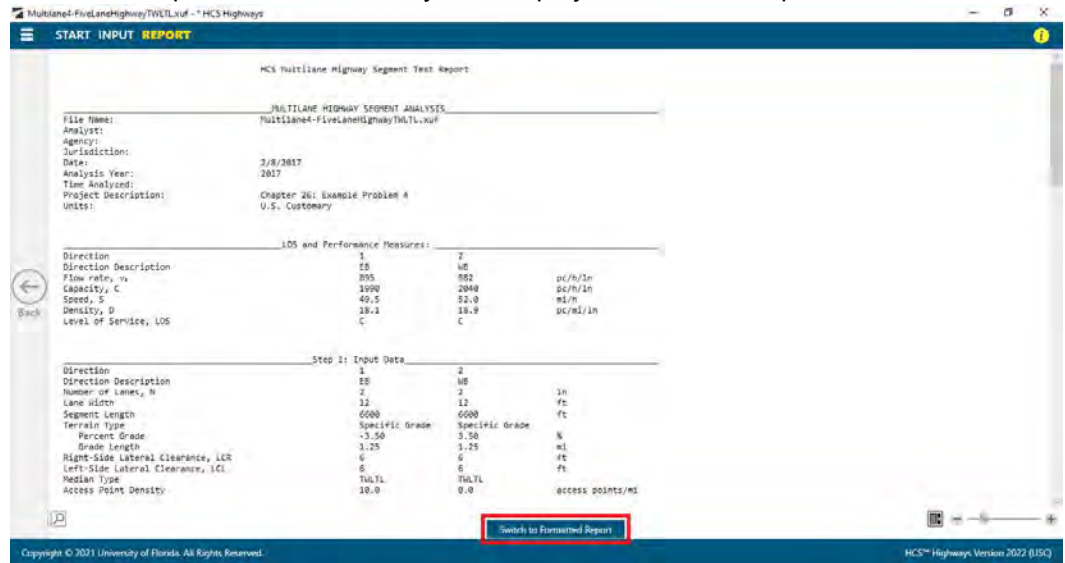 Multilane4-FiveLaneHighwayTWLTL.xuf - * HCS Highways
START INPUT REPORT
HCS Multilane Highway Segment Text Report
MULTILANE HIGHWAY SEGMENT ANALYSIS
File Name: Multilane4-FiveLaneHighwayTWLTL.xuf
Analyst:
Agency:
Jurisdiction:
Date: 2/8/2017
Analysis Year: 2017
Time Analyzed:
Project Description: Chapter 26: Example Problem 4
Units: U.S. Customary
LOS and Performance Measures:
Direction 1 2
Direction Description EB WB
Flow rate, vₚ 895 982 pc/h/ln
Capacity, C 1990 2040 pc/h/ln
Speed, S 49.5 52.0 mi/h
Density, D 18.1 18.9 pc/mi/ln
Level of Service, LOS C C
Back
Step 1: Input Data
Direction 1 2
Direction Description EB WB
Number of Lanes, N 2 2 ln
Lane Width 12 12 ft
Segment Length 6600 6600 ft
Terrain Type Specific Grade Specific Grade
Percent Grade -3.50 3.50 %
Grade Length 1.25 1.25 mi
Right-Side Lateral Clearance, LCR 6 6 ft
Left-Side Lateral Clearance, LCL 6 6 ft
Median Type TWLTL TWLTL
Access Point Density 10.0 0.0 access points/mi
Switch to Formatted Report
Copyright © 2021 University of Florida. All Rights Reserved.
HCS™ Highways Version 2022 (USC)